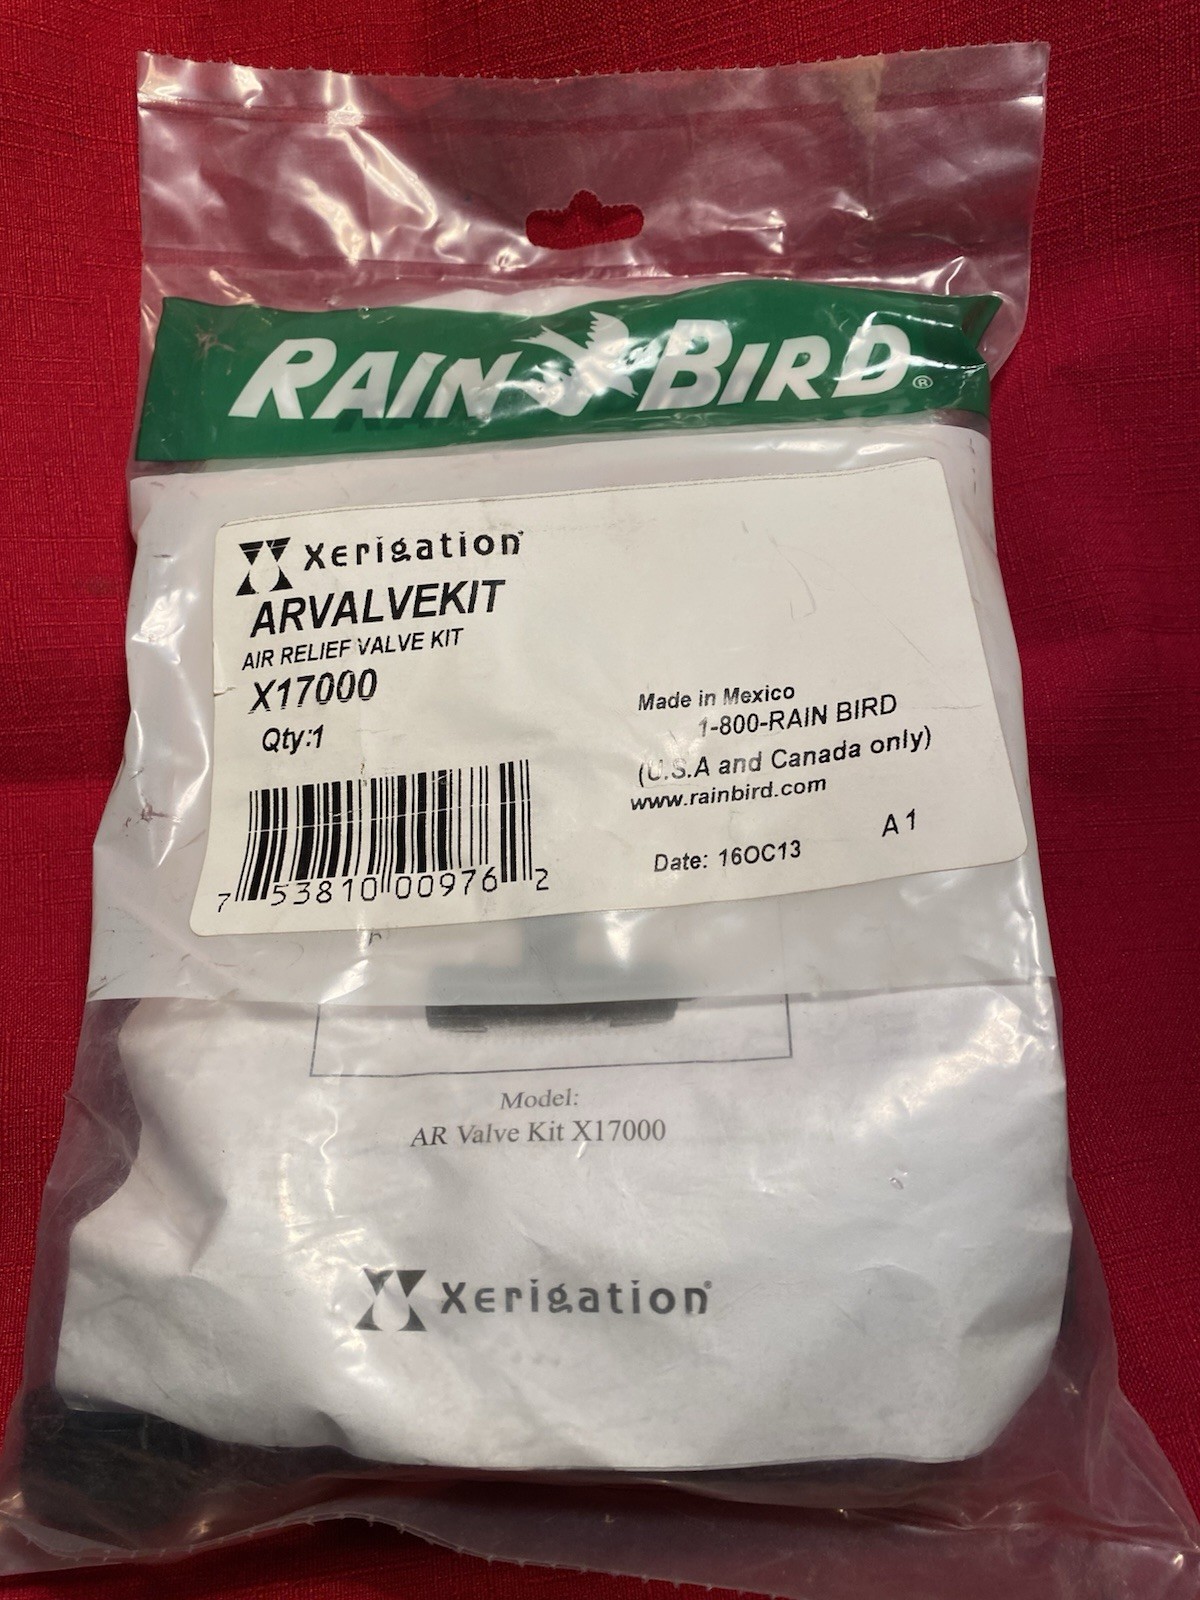 RAIN BIRD®
Xerigation®
ARVALVEKIT
AIR RELIEF VALVE KIT
X17000
Qty:1
7 53810 00976 2
Made in Mexico
1-800-RAIN BIRD
(U.S.A and Canada only)
www.rainbird.com
A 1
Date: 16OC13
Model:
AR Valve Kit X17000
Xerigation®